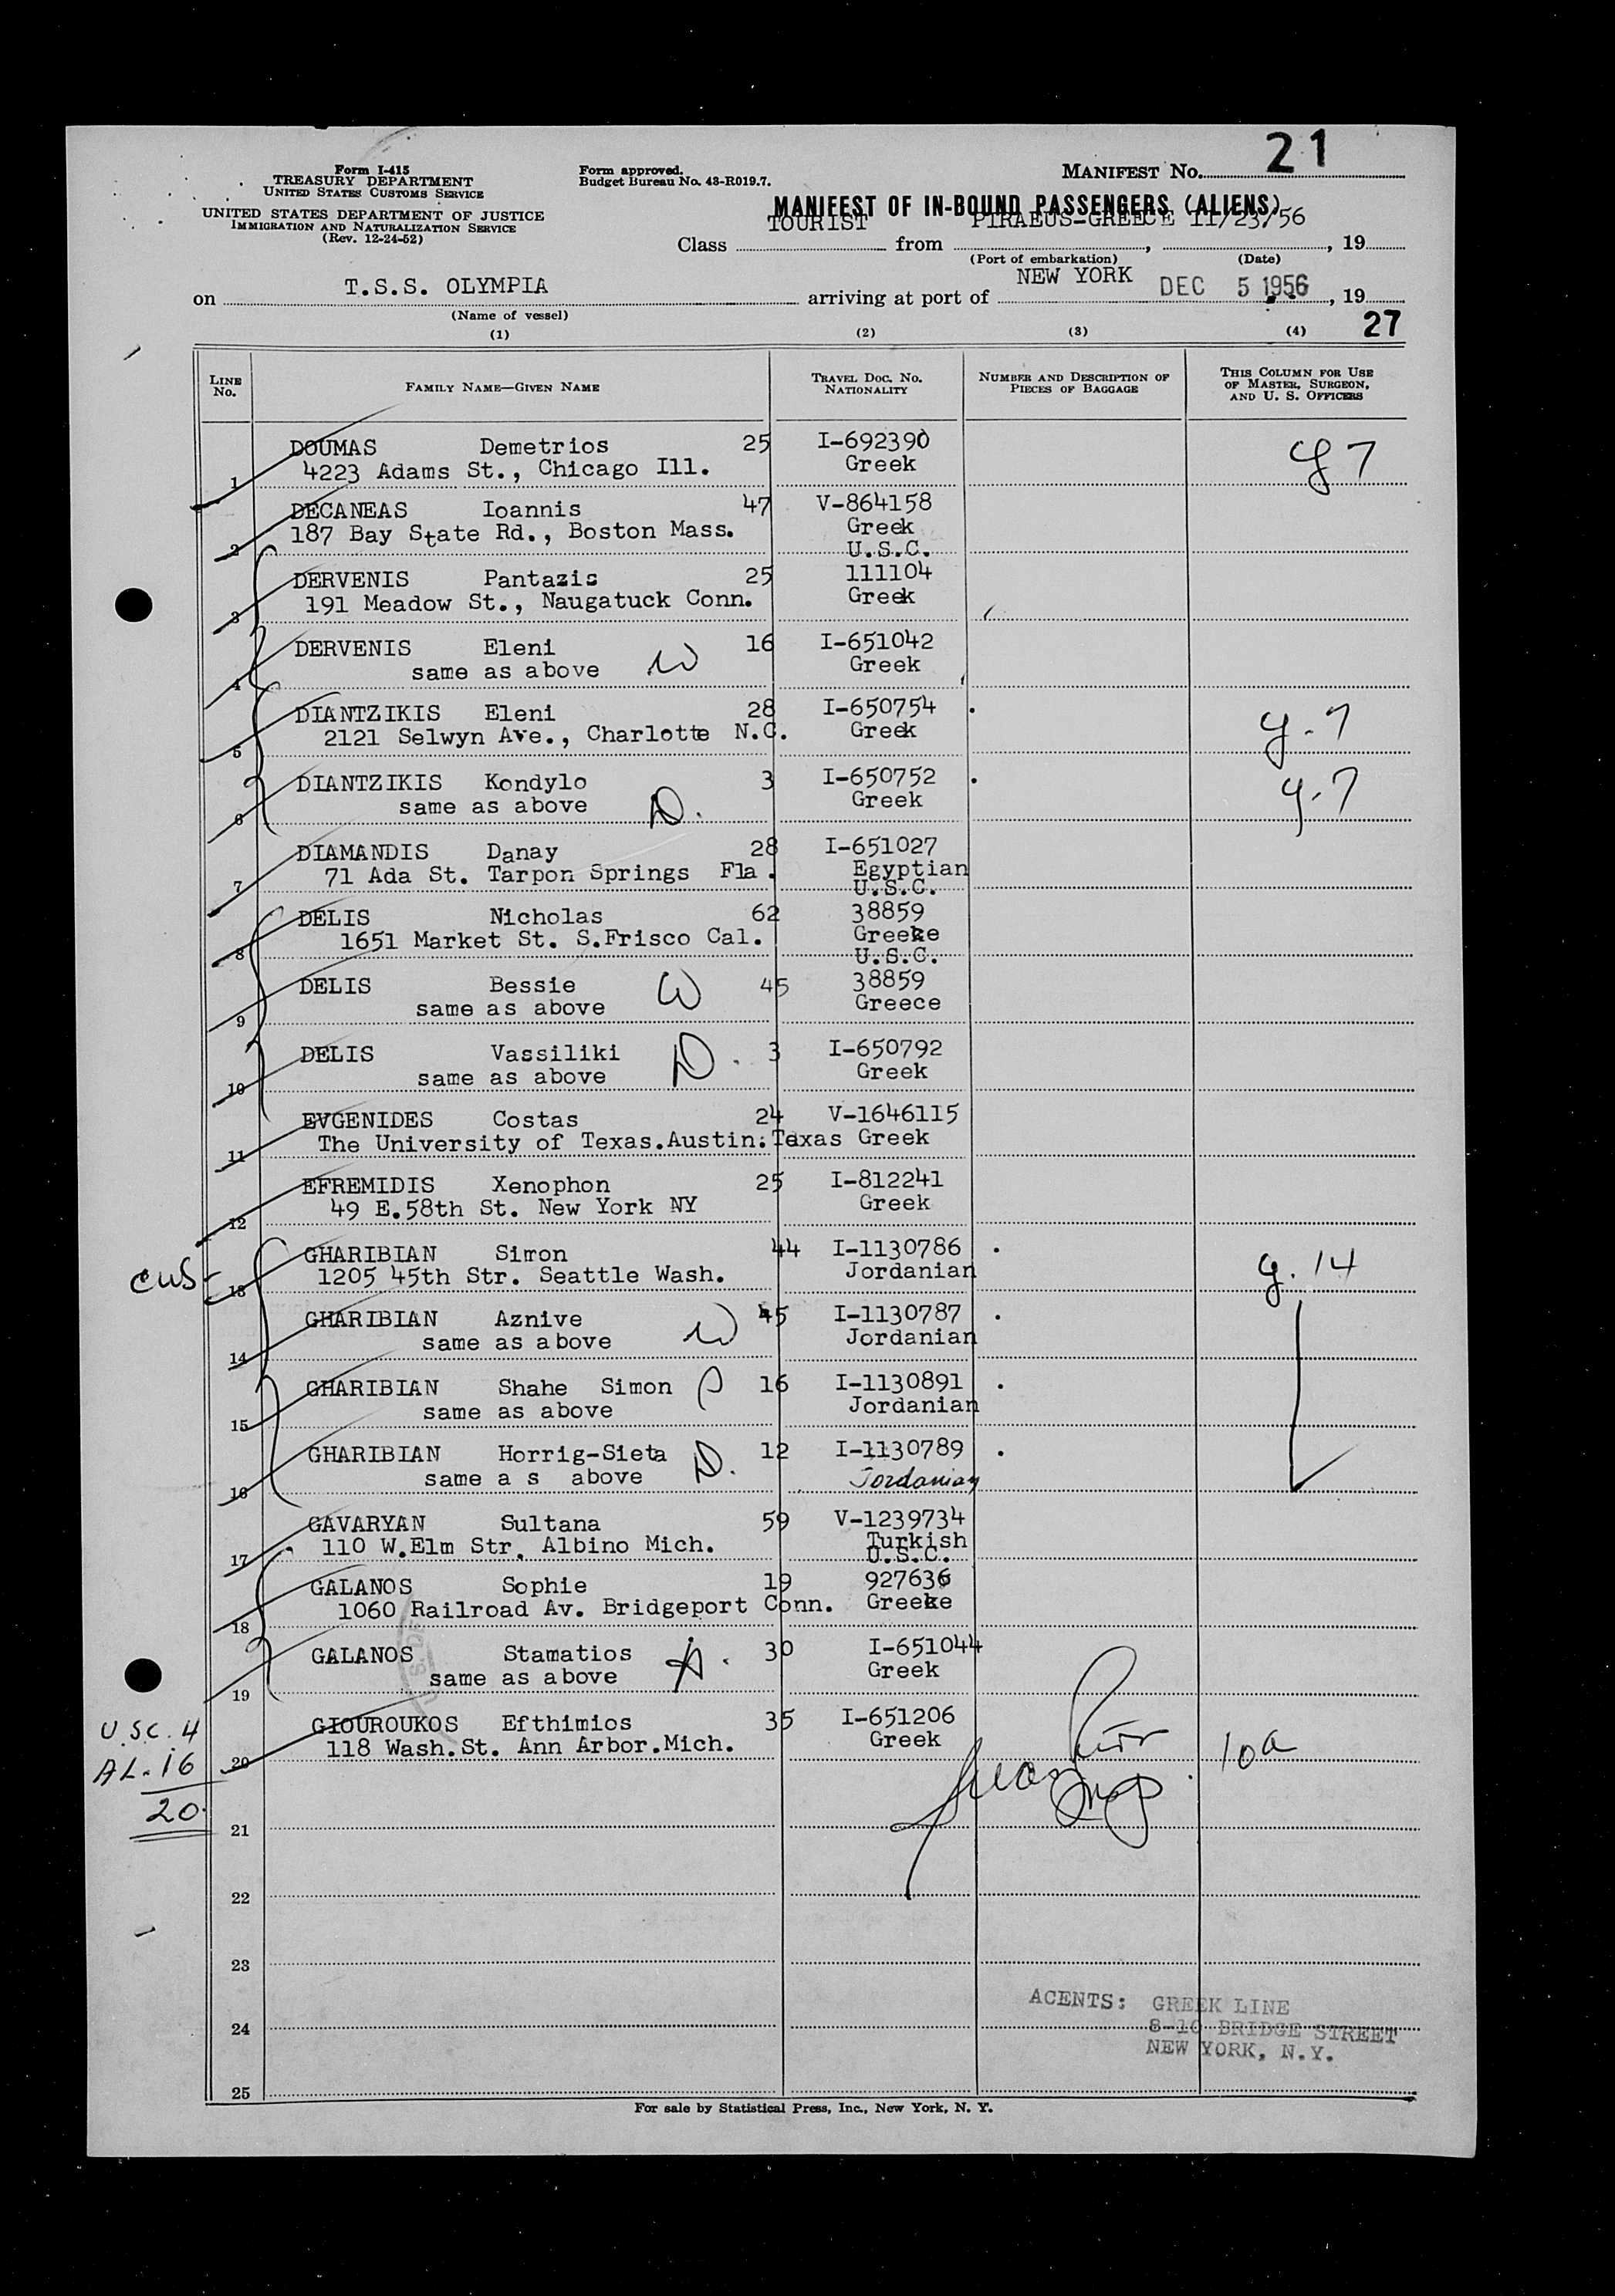 21
Form I-415
TREASURY DEPARTMENT
UNITED STATES CUSTOMS SERVICE
UNITED STATES DEPARTMENT OF JUSTICE
IMMIGRATION AND NATURALIZATION SERVICE
(Rev. 12-24-52)
Form approved.
Budget Bureau No. 43-R019.7.
MANIFEST No.
MANIFEST OF IN-BOUND PASSENGERS (ALIENS)
Class TOURIST from PIRAEUS-GREECE 11/23/56, 19
(Port of embarkation) (Date)
on T.S.S. OLYMPIA arriving at port of NEW YORK DEC 5 1956, 19
(Name of vessel)
27
(1) (2) (3) (4)
LINE No. FAMILY NAME—GIVEN NAME TRAVEL DOC. NO. NATIONALITY NUMBER AND DESCRIPTION OF PIECES OF BAGGAGE THIS COLUMN FOR USE OF MASTER, SURGEON, AND U. S. OFFICERS
DOUMAS Demetrios 25 I-692390
1 4223 Adams St., Chicago Ill. Greek
DECANEAS Ioannis 47 V-864158
2 187 Bay State Rd., Boston Mass. Greek
U.S.C.
DERVENIS Pantazis 25 111104
3 191 Meadow St., Naugatuck Conn. Greek
DERVENIS Eleni 16 I-651042
4 same as above W Greek
DIANTZIKIS Eleni 28 I-650754
5 2121 Selwyn Ave., Charlotte N.C. Greek
DIANTZIKIS Kondylo 3 I-650752
6 same as above D. Greek
DIAMANDIS Danay 28 I-651027
7 71 Ada St. Tarpon Springs Fla. Egyptian
U.S.C.
DELIS Nicholas 62 38859
8 1651 Market St. S.Frisco Cal. Greeke
U.S.C.
DELIS Bessie 45 38859
9 same as above W Greece
DELIS Vassiliki D. 3 I-650792
10 same as above Greek
EVGENIDES Costas 24 V-1646115
11 The University of Texas.Austin.Texas Greek
EFREMIDIS Xenophon 25 I-812241
12 49 E.58th St. New York NY Greek
GHARIBIAN Simon 44 I-1130786 g. 14
13 1205 45th Str. Seattle Wash. Jordanian
GHARIBIAN Aznive 45 I-1130787
14 same as above W Jordanian
GHARIBIAN Shahe Simon 16 I-1130891
15 same as above Jordanian
GHARIBIAN Horrig-Sieta D. 12 I-1130789
16 same a s above Jordanian
GAVARYAN Sultana 59 V-1239734
17 110 W.Elm Str. Albino Mich. Turkish
U.S.C.
GALANOS Sophie 19 927636
18 1060 Railroad Av. Bridgeport Conn. Greeke
GALANOS Stamatios 30 I-651044
19 same as above Greek
GIOUROUKOS Efthimios 35 I-651206
20 118 Wash.St. Ann Arbor.Mich. Greek 10a
U.S.C. 4
AL. 16
20
21
22
23
24
25
ACENTS: GREEK LINE
8-10 BRIDGE STREET
NEW YORK, N.Y.
For sale by Statistical Press, Inc., New York, N. Y.